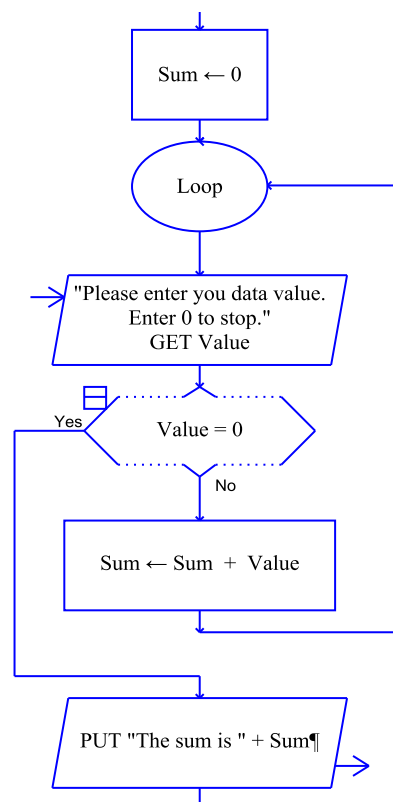 Sum ← 0
Loop
"Please enter you data value.
Enter 0 to stop."
GET Value
Yes
Value = 0
No
Sum ← Sum + Value
PUT "The sum is " + Sum¶